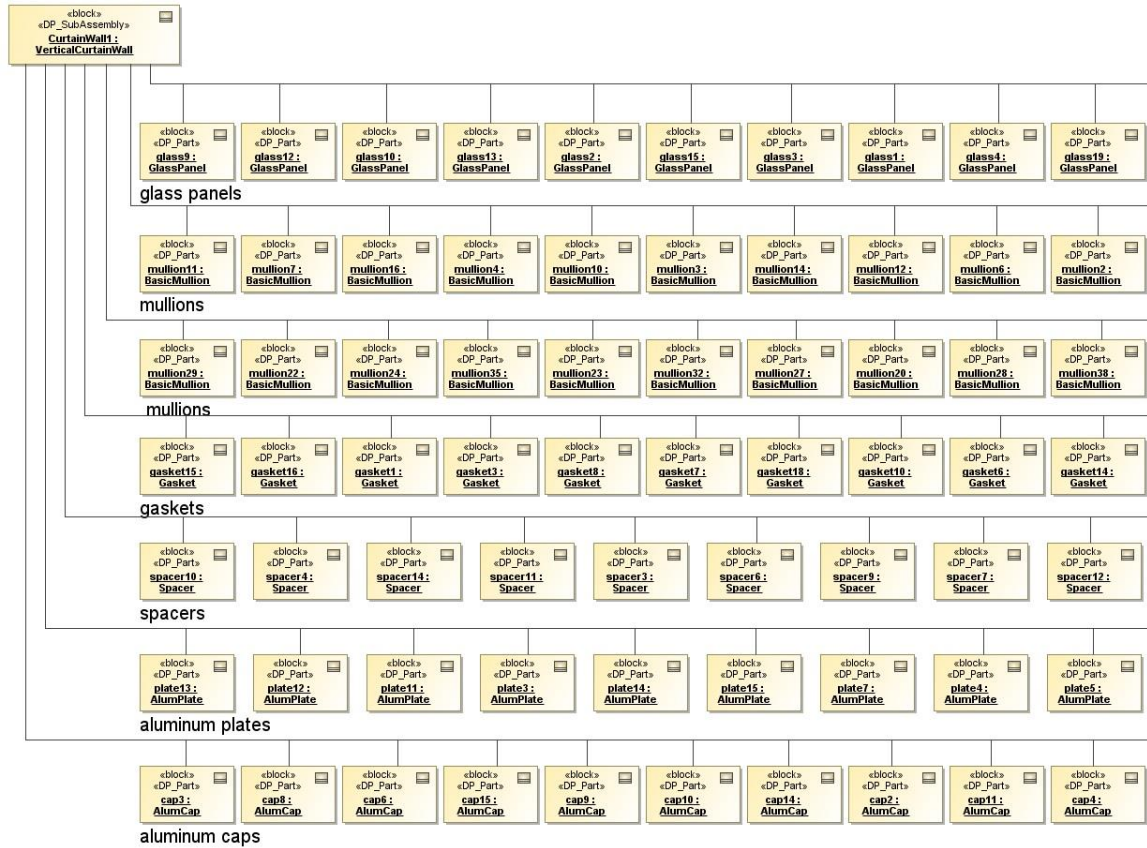 «block»
«DP_SubAssembly»
CurtainWall1 :
VerticalCurtainWall
«block» «block» «block» «block» «block» «block» «block» «block» «block» «block»
«DP_Part» «DP_Part» «DP_Part» «DP_Part» «DP_Part» «DP_Part» «DP_Part» «DP_Part» «DP_Part» «DP_Part»
glass9 : glass12 : glass10 : glass13 : glass2 : glass15 : glass3 : glass1 : glass4 : glass19 :
GlassPanel GlassPanel GlassPanel GlassPanel GlassPanel GlassPanel GlassPanel GlassPanel GlassPanel GlassPanel
glass panels
«block» «block» «block» «block» «block» «block» «block» «block» «block» «block»
«DP_Part» «DP_Part» «DP_Part» «DP_Part» «DP_Part» «DP_Part» «DP_Part» «DP_Part» «DP_Part» «DP_Part»
mullion11 : mullion7 : mullion16 : mullion4 : mullion10 : mullion3 : mullion14 : mullion12 : mullion6 : mullion2 :
BasicMullion BasicMullion BasicMullion BasicMullion BasicMullion BasicMullion BasicMullion BasicMullion BasicMullion BasicMullion
mullions
«block» «block» «block» «block» «block» «block» «block» «block» «block» «block»
«DP_Part» «DP_Part» «DP_Part» «DP_Part» «DP_Part» «DP_Part» «DP_Part» «DP_Part» «DP_Part» «DP_Part»
mullion29 : mullion22 : mullion24 : mullion35 : mullion23 : mullion32 : mullion27 : mullion20 : mullion28 : mullion38 :
BasicMullion BasicMullion BasicMullion BasicMullion BasicMullion BasicMullion BasicMullion BasicMullion BasicMullion BasicMullion
mullions
«block» «block» «block» «block» «block» «block» «block» «block» «block» «block»
«DP_Part» «DP_Part» «DP_Part» «DP_Part» «DP_Part» «DP_Part» «DP_Part» «DP_Part» «DP_Part» «DP_Part»
gasket15 : gasket16 : gasket1 : gasket3 : gasket8 : gasket7 : gasket18 : gasket10 : gasket6 : gasket14 :
Gasket Gasket Gasket Gasket Gasket Gasket Gasket Gasket Gasket Gasket
gaskets
«block» «block» «block» «block» «block» «block» «block» «block» «block»
«DP_Part» «DP_Part» «DP_Part» «DP_Part» «DP_Part» «DP_Part» «DP_Part» «DP_Part» «DP_Part»
spacer10 : spacer4 : spacer14 : spacer11 : spacer3 : spacer6 : spacer9 : spacer7 : spacer12 :
Spacer Spacer Spacer Spacer Spacer Spacer Spacer Spacer Spacer
spacers
«block» «block» «block» «block» «block» «block» «block» «block» «block»
«DP_Part» «DP_Part» «DP_Part» «DP_Part» «DP_Part» «DP_Part» «DP_Part» «DP_Part» «DP_Part»
plate13 : plate12 : plate11 : plate3 : plate14 : plate15 : plate7 : plate4 : plate5 :
AlumPlate AlumPlate AlumPlate AlumPlate AlumPlate AlumPlate AlumPlate AlumPlate AlumPlate
aluminum plates
«block» «block» «block» «block» «block» «block» «block» «block» «block» «block»
«DP_Part» «DP_Part» «DP_Part» «DP_Part» «DP_Part» «DP_Part» «DP_Part» «DP_Part» «DP_Part» «DP_Part»
cap3 : cap8 : cap6 : cap15 : cap9 : cap10 : cap14 : cap2 : cap11 : cap4 :
AlumCap AlumCap AlumCap AlumCap AlumCap AlumCap AlumCap AlumCap AlumCap AlumCap
aluminum caps